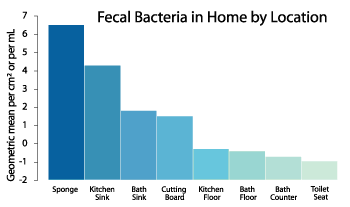 Fecal Bacteria in Home by Location
Geometric mean per cm² or per mL
7
6
5
4
3
2
1
0
-1
-2
Sponge
Kitchen
Sink
Bath
Sink
Cutting
Board
Kitchen
Floor
Bath
Floor
Bath
Counter
Toilet
Seat